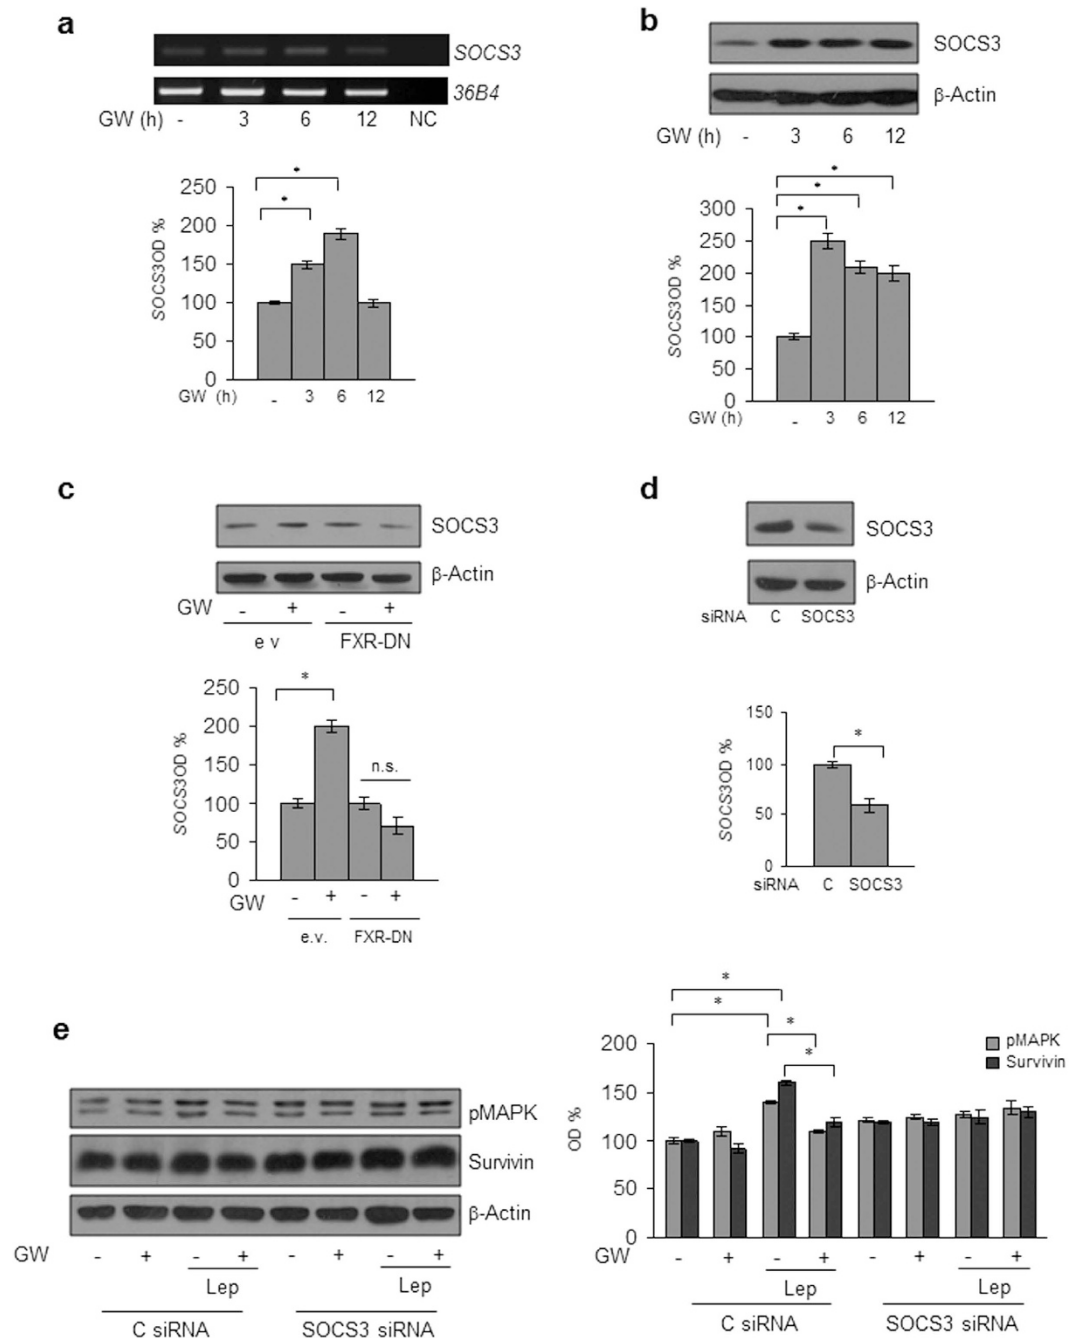 a
SOCS3
36B4
GW (h) - 3 6 12 NC
* *
250
200
150
100
50
0
SOCS3OD %
GW (h) - 3 6 12
b
SOCS3
β-Actin
GW (h) - 3 6 12
* * *
300
250
200
150
100
50
0
SOCS3OD %
GW (h) - 3 6 12
c
SOCS3
β-Actin
GW - + - +
e v FXR-DN
*
n.s.
250
200
150
100
50
0
SOCS3OD %
GW - + - +
e.v. FXR-DN
d
SOCS3
β-Actin
siRNA C SOCS3
*
150
100
50
0
SOCS3OD %
siRNA C SOCS3
e
pMAPK
Survivin
β-Actin
GW - + - + - + - +
Lep Lep
C siRNA SOCS3 siRNA
* * * *
pMAPK
Survivin
200
150
100
50
0
OD %
GW - + - + - + - +
Lep Lep
C siRNA SOCS3 siRNA